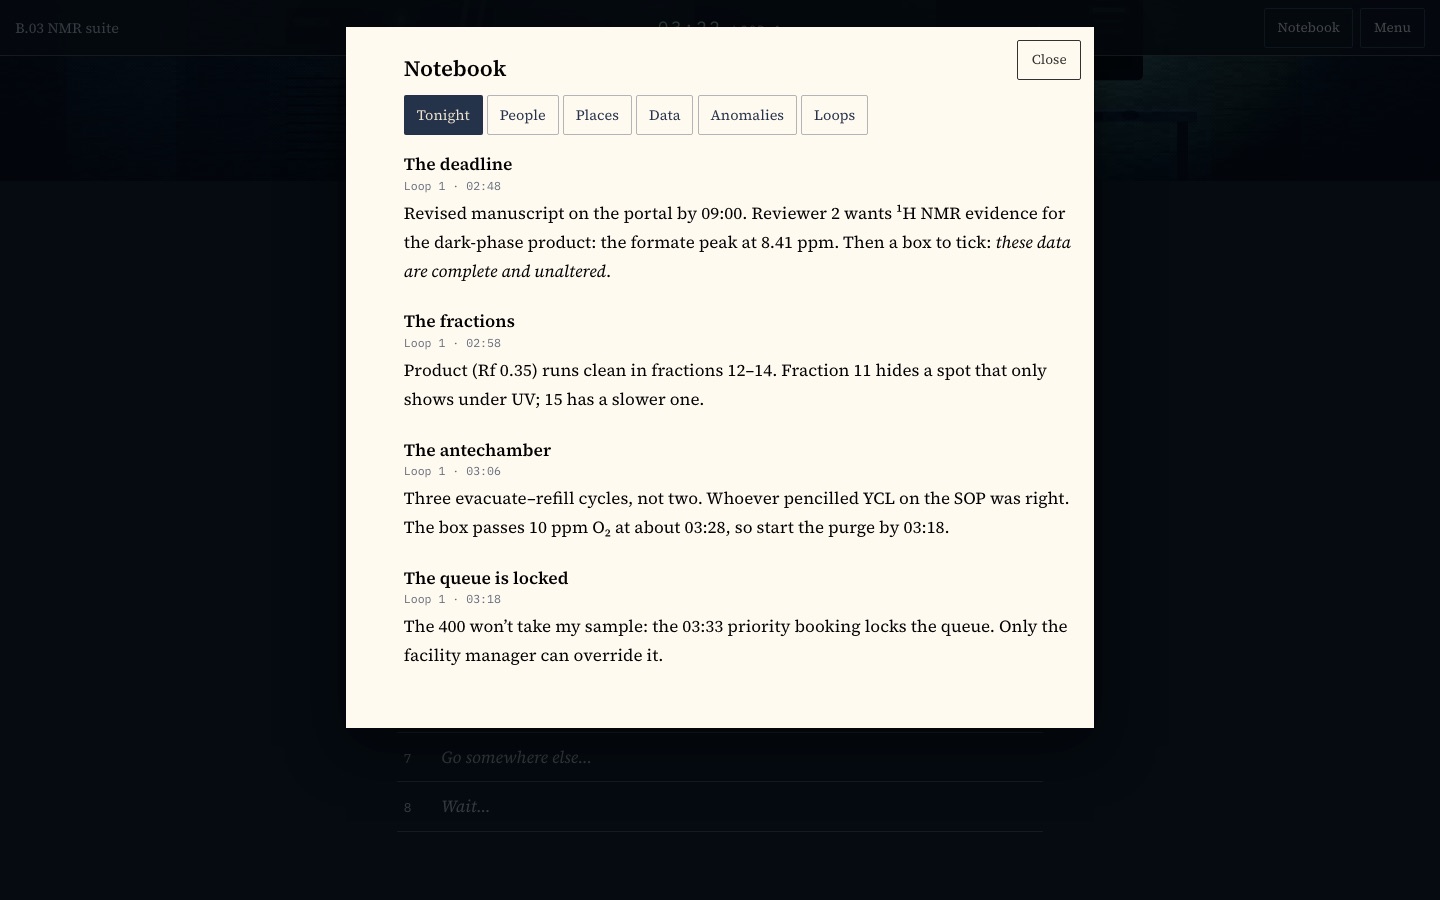 B.03 NMR suite
Notebook
Menu
Notebook
Close
Tonight
People
Places
Data
Anomalies
Loops
The deadline
Loop 1 · 02:48
Revised manuscript on the portal by 09:00. Reviewer 2 wants ¹H NMR evidence for
the dark-phase product: the formate peak at 8.41 ppm. Then a box to tick: these data
are complete and unaltered.
The fractions
Loop 1 · 02:58
Product (Rf 0.35) runs clean in fractions 12–14. Fraction 11 hides a spot that only
shows under UV; 15 has a slower one.
The antechamber
Loop 1 · 03:06
Three evacuate–refill cycles, not two. Whoever pencilled YCL on the SOP was right.
The box passes 10 ppm O₂ at about 03:28, so start the purge by 03:18.
The queue is locked
Loop 1 · 03:18
The 400 won’t take my sample: the 03:33 priority booking locks the queue. Only the
facility manager can override it.
7 Go somewhere else…
8 Wait…